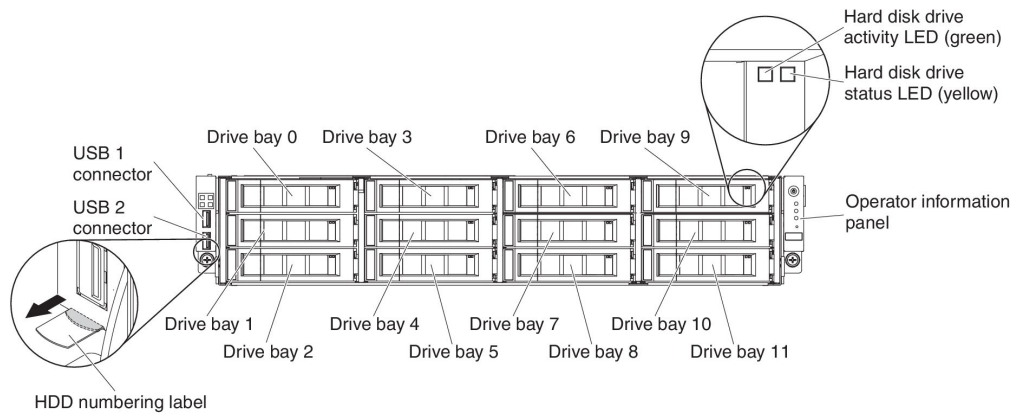 Hard disk drive
activity LED (green)
Hard disk drive
status LED (yellow)
Drive bay 0
Drive bay 3
Drive bay 6
Drive bay 9
USB 1
connector
USB 2
connector
Operator information
panel
Drive bay 1
Drive bay 4
Drive bay 7
Drive bay 10
Drive bay 2
Drive bay 5
Drive bay 8
Drive bay 11
HDD numbering label